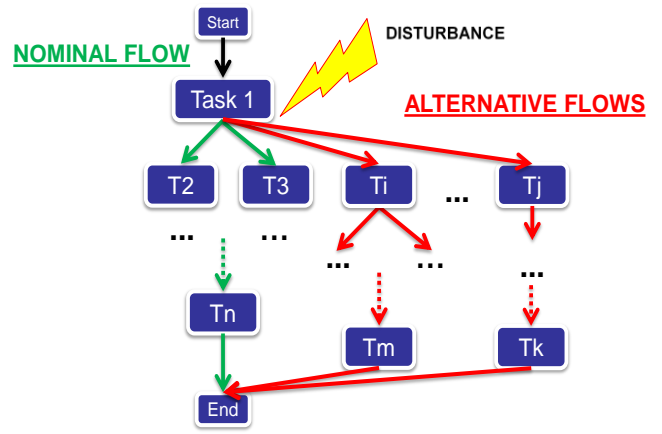 Start
DISTURBANCE
NOMINAL FLOW
Task 1
ALTERNATIVE FLOWS
T2
T3
Ti
...
Tj
...
...
...
...
...
Tn
Tm
Tk
End